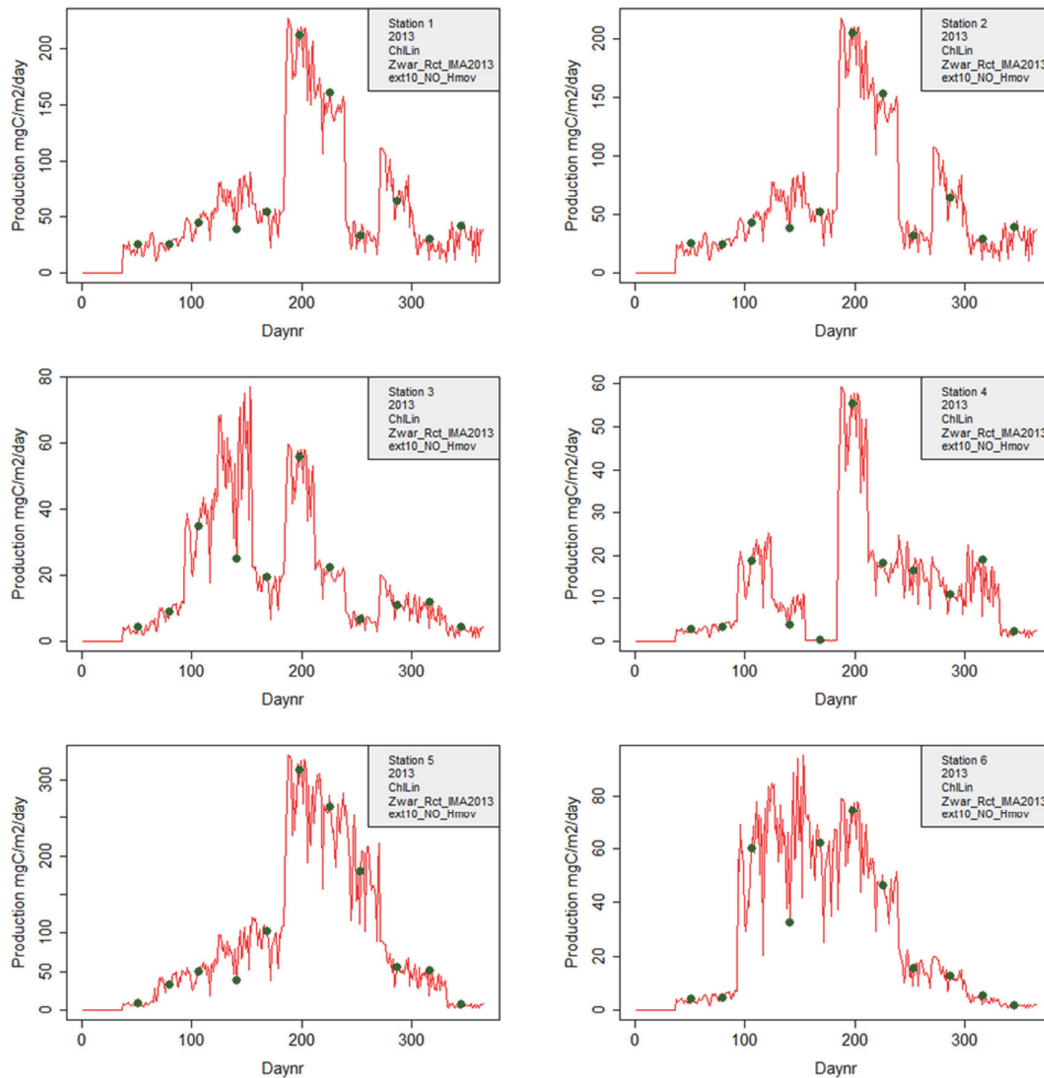 Station 1
2013
ChlLin
Zwar_Rct_IMA2013
ext10_NO_Hmov
Production mgC/m2/day
0
50
100
150
200
0 100 200 300
Daynr
Station 2
2013
ChlLin
Zwar_Rct_IMA2013
ext10_NO_Hmov
Production mgC/m2/day
0
50
100
150
200
0 100 200 300
Daynr
Station 3
2013
ChlLin
Zwar_Rct_IMA2013
ext10_NO_Hmov
Production mgC/m2/day
0
20
40
60
80
0 100 200 300
Daynr
Station 4
2013
ChlLin
Zwar_Rct_IMA2013
ext10_NO_Hmov
Production mgC/m2/day
0
10
20
30
40
50
60
0 100 200 300
Daynr
Station 5
2013
ChlLin
Zwar_Rct_IMA2013
ext10_NO_Hmov
Production mgC/m2/day
0
50
100
200
300
0 100 200 300
Daynr
Station 6
2013
ChlLin
Zwar_Rct_IMA2013
ext10_NO_Hmov
Production mgC/m2/day
0
20
40
60
80
0 100 200 300
Daynr